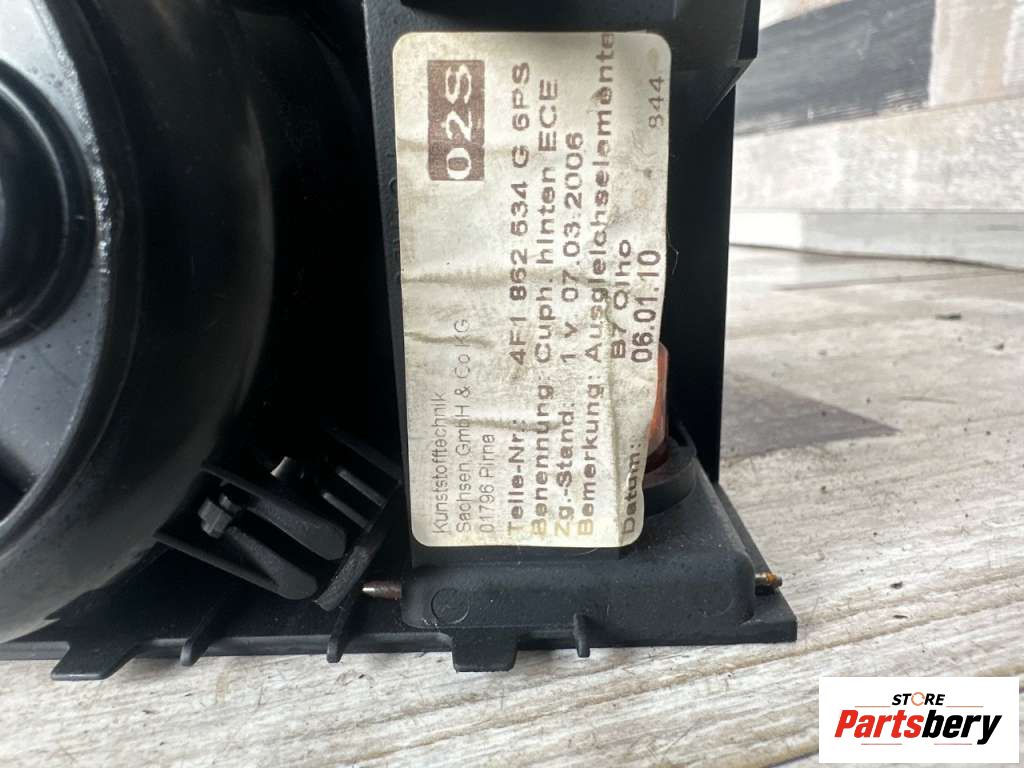 02S
Kunststofftechnik
Sachsen GmbH & Co KG
01796 Pirna
Teile-Nr: 4F1 862 534 G 6PS
Benennung: Cuph. hinten ECE
Zg.-Stand: 1 v 07.03.2006
Bemerkung: Ausgleichselemente
B7 Olho
Datum: 06.01.10
844
STORE
Partsbery